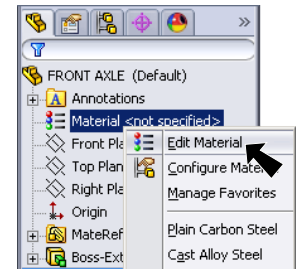 »
FRONT AXLE (Default)
A Annotations
Material <not specified>
Front Pla
Top Plan
Right Pla
Origin
MateRef
Boss-Ext
Edit Material
Configure Mate
Manage Favorites
Plain Carbon Steel
Cast Alloy Steel